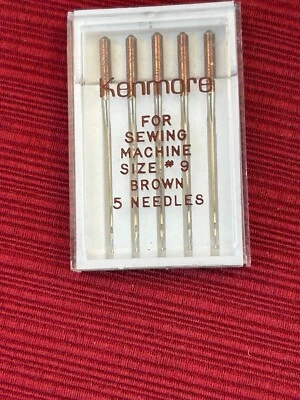 Kenmore
FOR
SEWING
MACHINE
SIZE #9
BROWN
5 NEEDLES